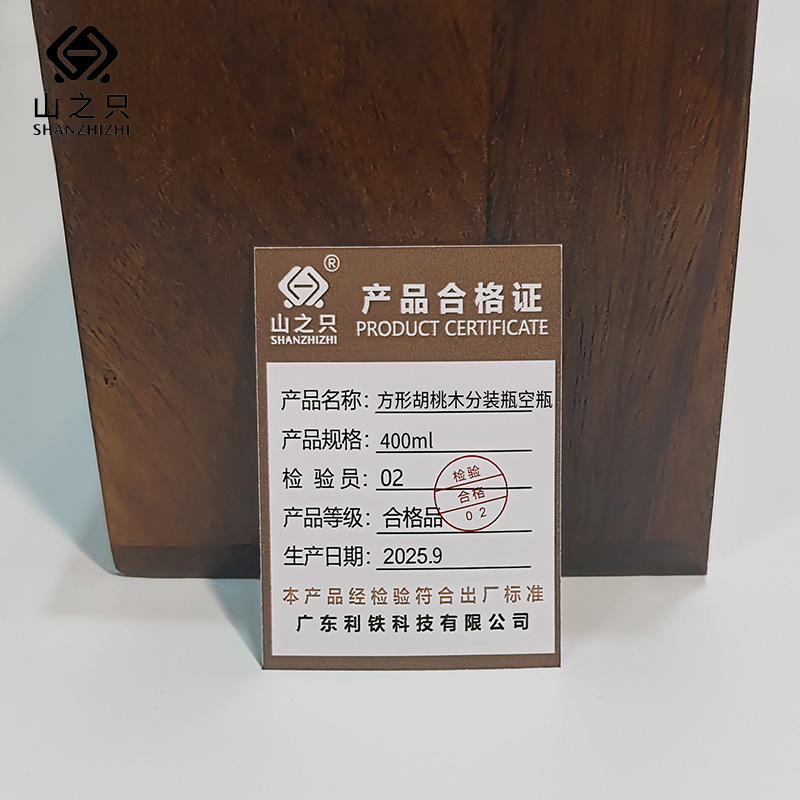 山之只
SHANZHIZHI
®
山之只
SHANZHIZHI
产品合格证
PRODUCT CERTIFICATE
产品名称：方形胡桃木分装瓶空瓶
产品规格：400ml
检 验 员：02
产品等级：合格品
生产日期：2025.9
检验
合格
02
本产品经检验符合出厂标准
广东利铁科技有限公司